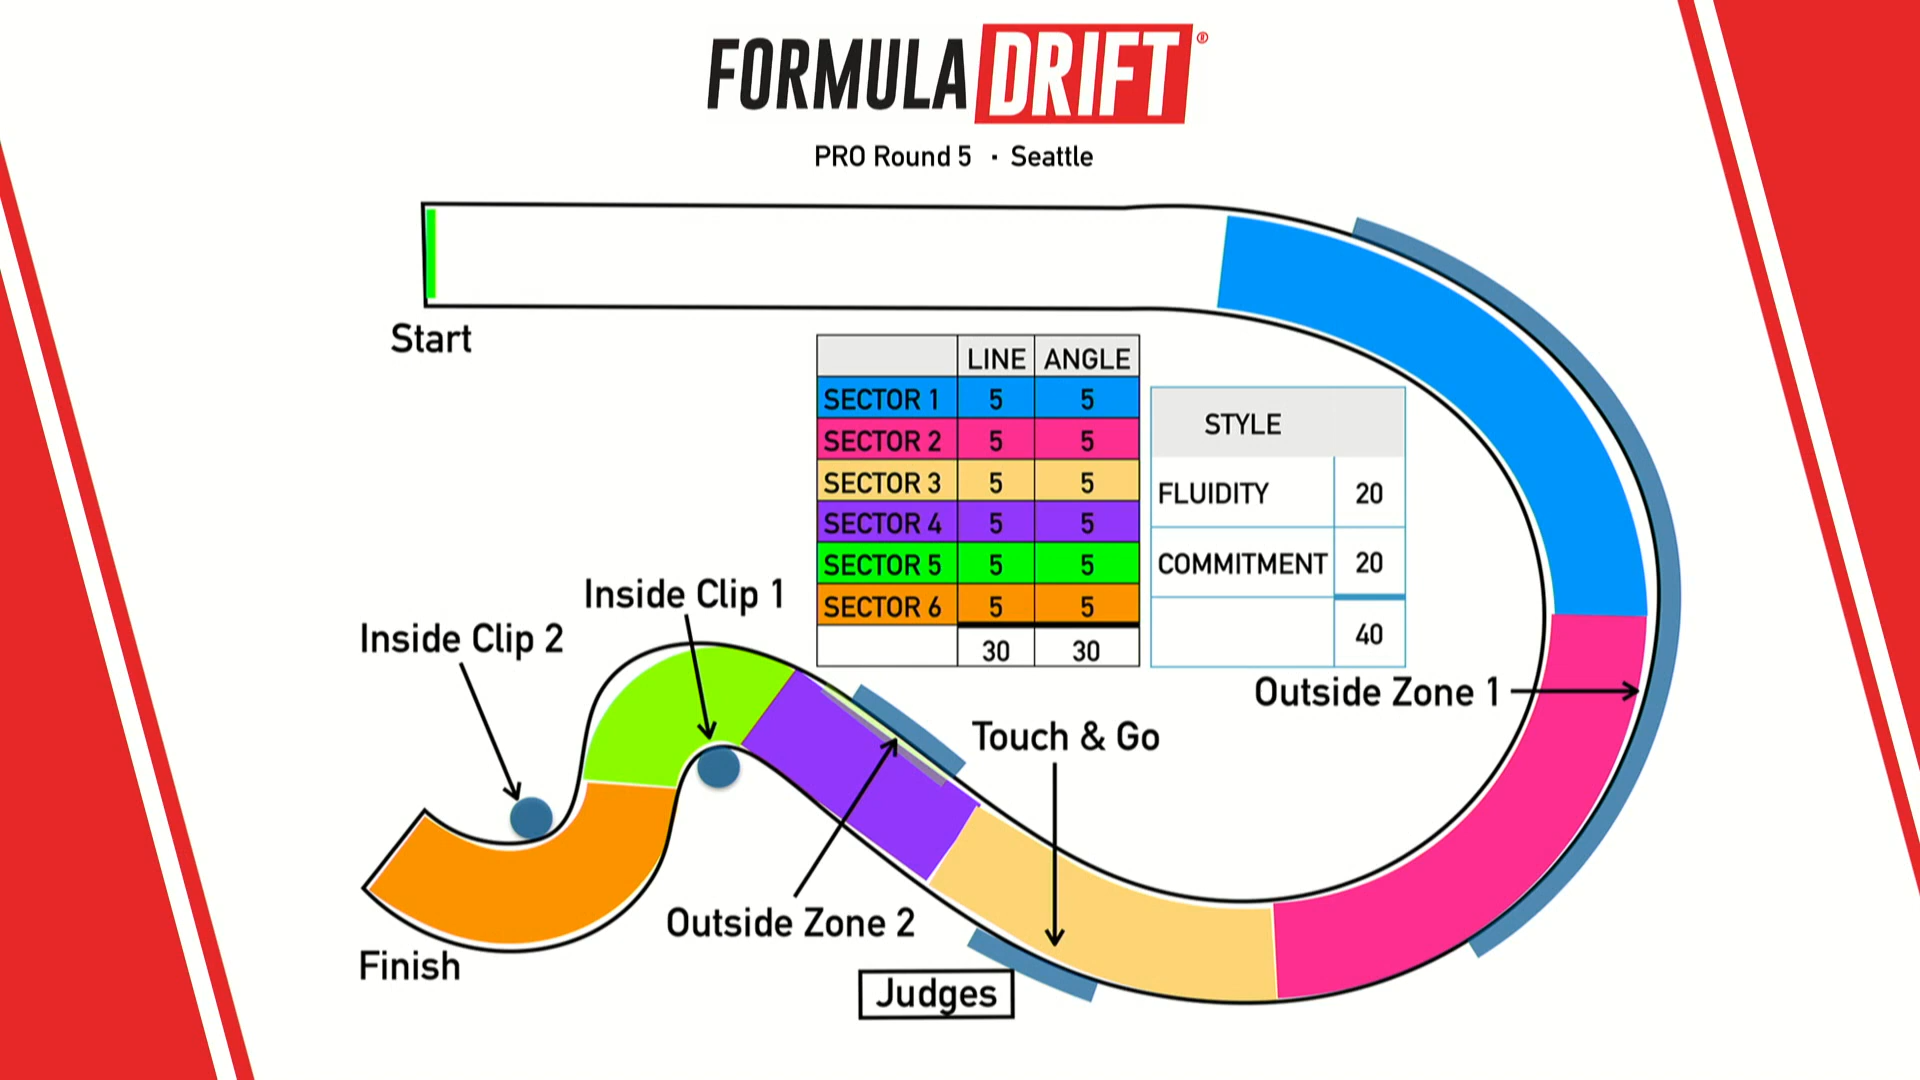 FORMULA DRIFT®
PRO Round 5 · Seattle
Start
LINE ANGLE
SECTOR 1 5 5
SECTOR 2 5 5
SECTOR 3 5 5
SECTOR 4 5 5
SECTOR 5 5 5
SECTOR 6 5 5
30 30
STYLE
FLUIDITY 20
COMMITMENT 20
40
Inside Clip 1
Inside Clip 2
Outside Zone 1
Touch & Go
Outside Zone 2
Finish
Judges